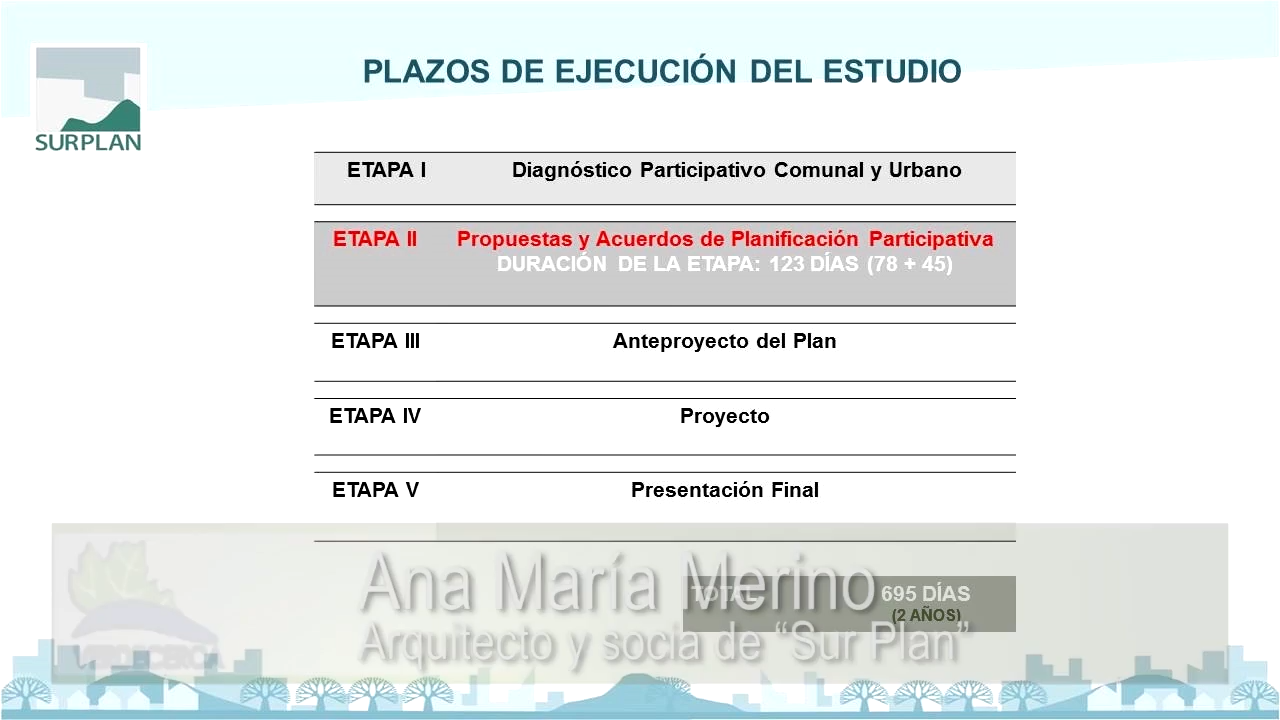 PLAZOS DE EJECUCIÓN DEL ESTUDIO
SURPLAN
ETAPA I Diagnóstico Participativo Comunal y Urbano
ETAPA II Propuestas y Acuerdos de Planificación Participativa
DURACIÓN DE LA ETAPA: 123 DÍAS (78 + 45)
ETAPA III Anteproyecto del Plan
ETAPA IV Proyecto
ETAPA V Presentación Final
TOTAL 695 DÍAS
(2 AÑOS)
Ana María Merino
Arquitecto y socia de “Sur Plan”